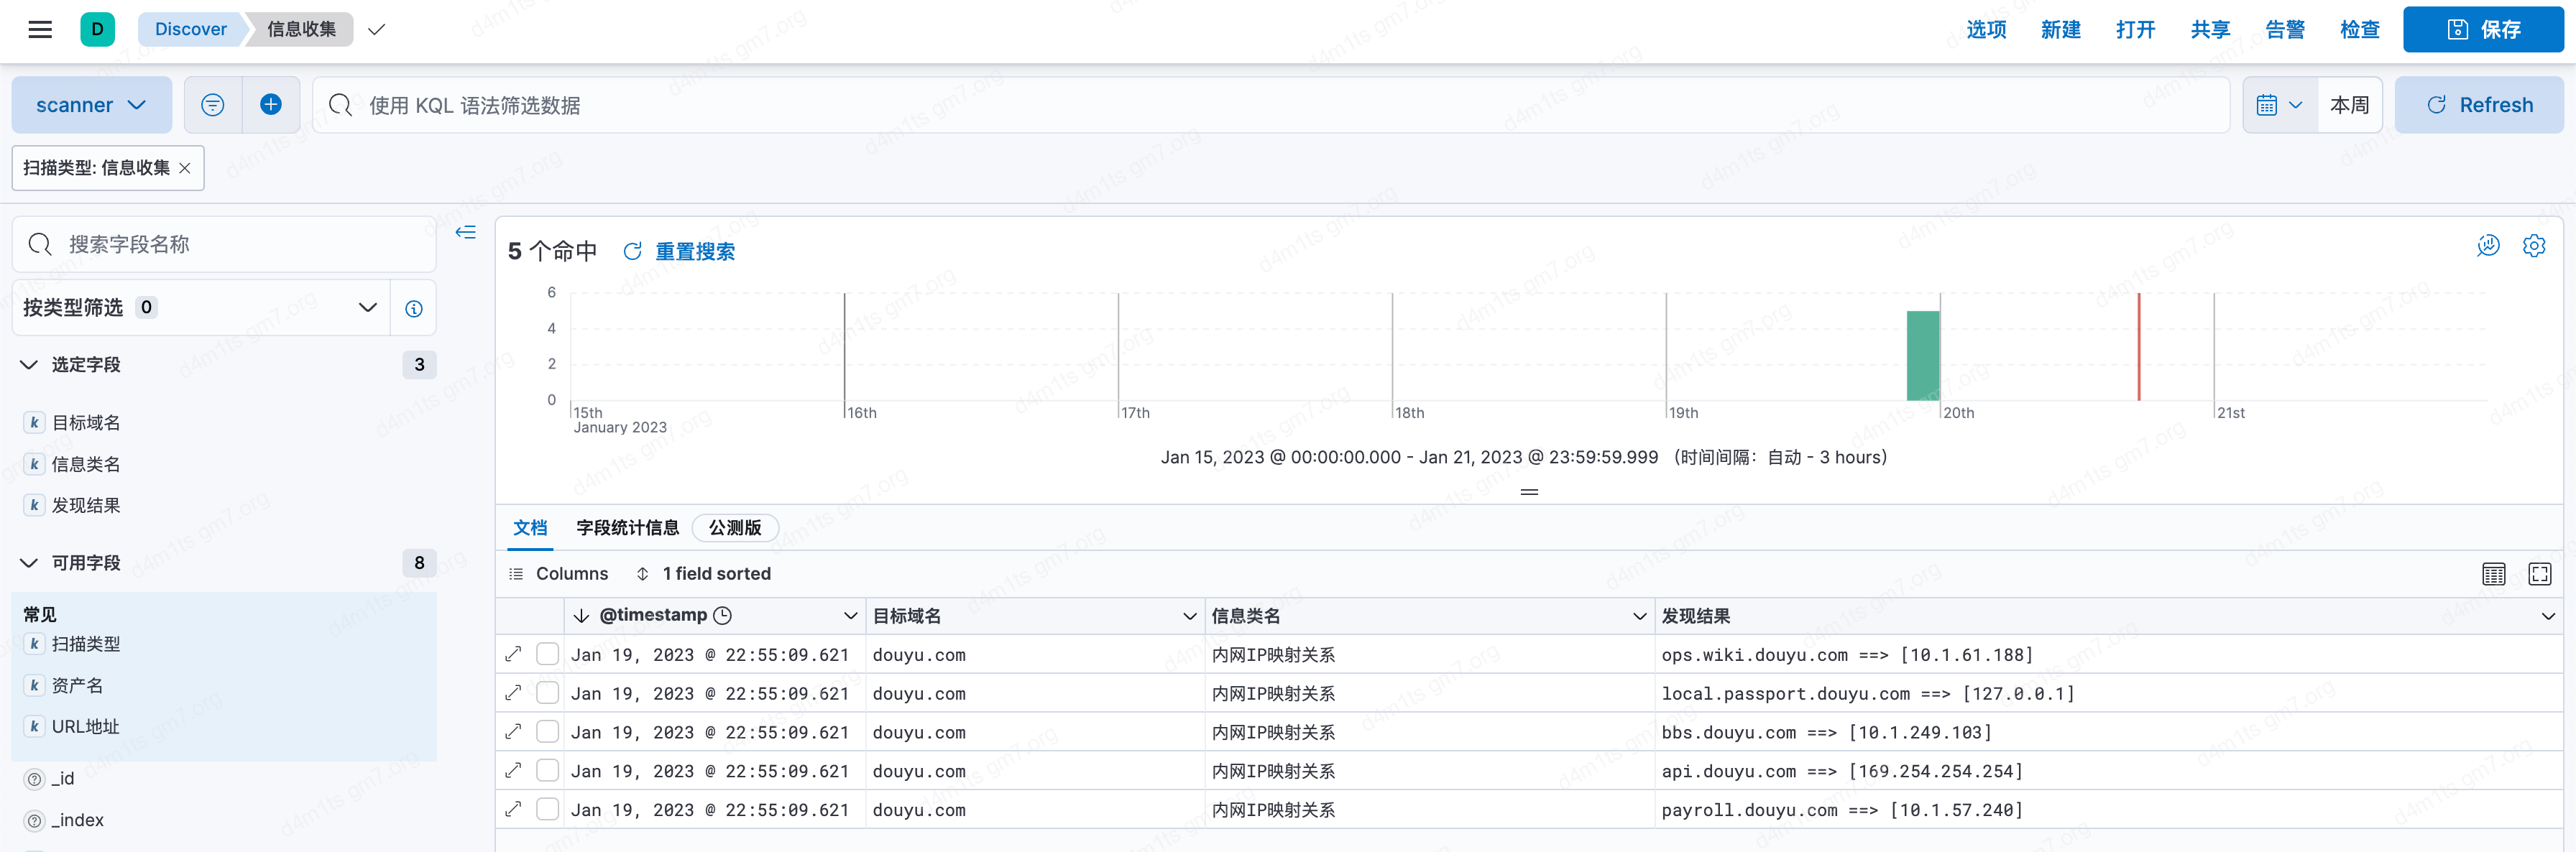 D Discover 信息收集 选项 新建 打开 共享 告警 检查 保存
scanner 使用 KQL 语法筛选数据 本周 Refresh
扫描类型: 信息收集
搜索字段名称
按类型筛选 0
选定字段 3
k 目标域名
k 信息类名
k 发现结果
可用字段 8
常见
k 扫描类型
k 资产名
k URL地址
_id
_index
5 个命中 重置搜索
6
4
2
0
15th 16th 17th 18th 19th 20th 21st
January 2023
Jan 15, 2023 @ 00:00:00.000 - Jan 21, 2023 @ 23:59:59.999 （时间间隔：自动 - 3 hours）
文档 字段统计信息 公测版
Columns 1 field sorted
@timestamp 目标域名 信息类名 发现结果
Jan 19, 2023 @ 22:55:09.621 douyu.com 内网IP映射关系 ops.wiki.douyu.com ==> [10.1.61.188]
Jan 19, 2023 @ 22:55:09.621 douyu.com 内网IP映射关系 local.passport.douyu.com ==> [127.0.0.1]
Jan 19, 2023 @ 22:55:09.621 douyu.com 内网IP映射关系 bbs.douyu.com ==> [10.1.249.103]
Jan 19, 2023 @ 22:55:09.621 douyu.com 内网IP映射关系 api.douyu.com ==> [169.254.254.254]
Jan 19, 2023 @ 22:55:09.621 douyu.com 内网IP映射关系 payroll.douyu.com ==> [10.1.57.240]
d4m1ts gm7.org